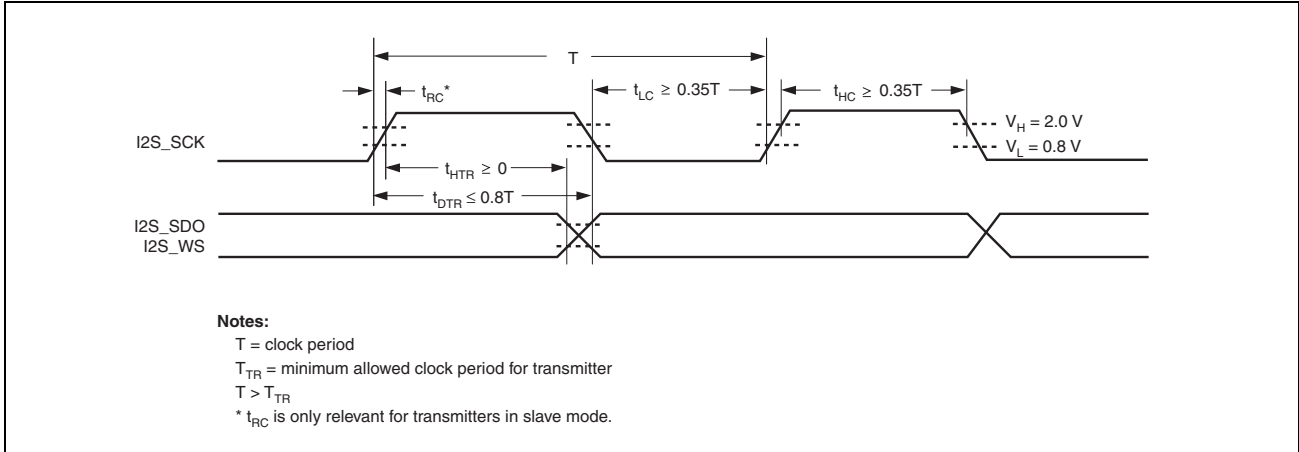 T
t_RC*
t_LC ≥ 0.35T
t_HC ≥ 0.35T
I2S_SCK
V_H = 2.0 V
V_L = 0.8 V
t_HTR ≥ 0
t_DTR ≤ 0.8T
I2S_SDO
I2S_WS
Notes:
T = clock period
T_TR = minimum allowed clock period for transmitter
T > T_TR
* t_RC is only relevant for transmitters in slave mode.